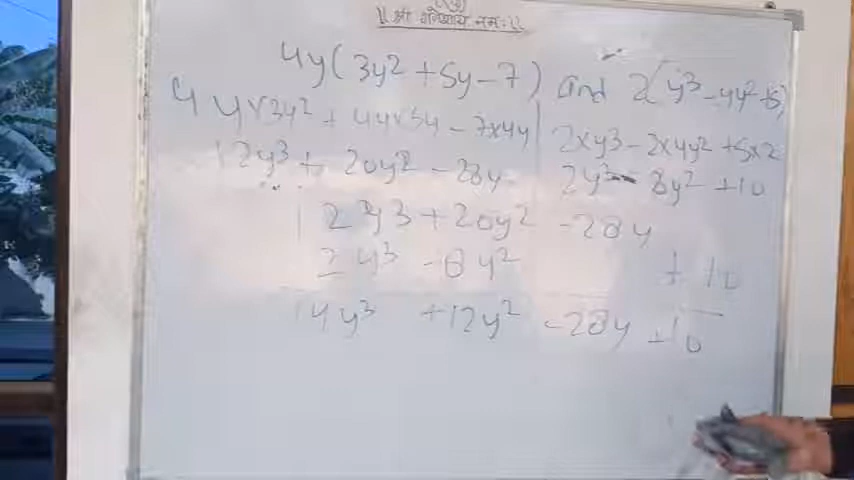 ॥ श्री गणेशाय नमः ॥
4y(3y² + 5y - 7) and 2(y³ - 4y² + 5)
4y×3y² + 4y×5y - 7×4y | 2×y³ - 2×4y² + 5×2
12y³ + 20y² - 28y 2y³ - 8y² + 10
12y³ + 20y² - 28y
2y³ - 8y² + 10
14y³ + 12y² - 28y + 10